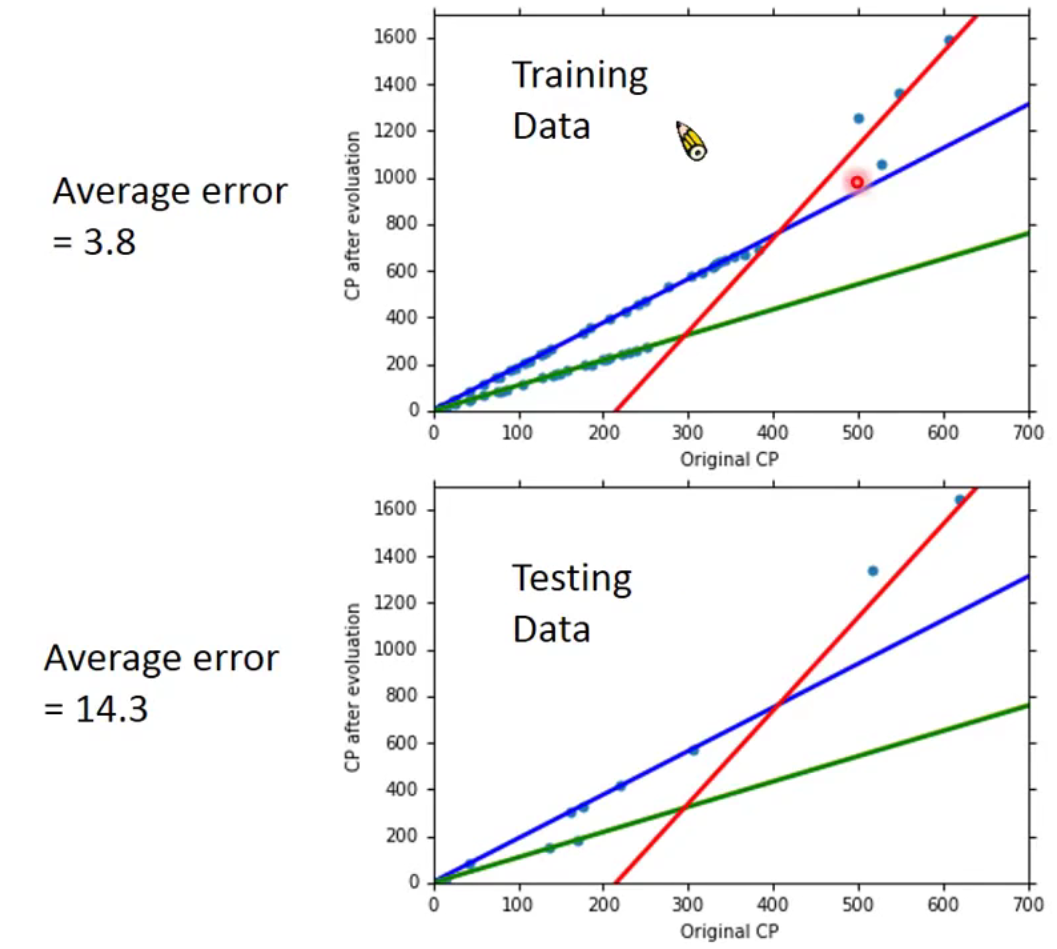 Average error
= 3.8
Training
Data
CP after evoluation
1600
1400
1200
1000
800
600
400
200
0
0 100 200 300 400 500 600 700
Original CP
Average error
= 14.3
Testing
Data
CP after evoluation
1600
1400
1200
1000
800
600
400
200
0
0 100 200 300 400 500 600 700
Original CP